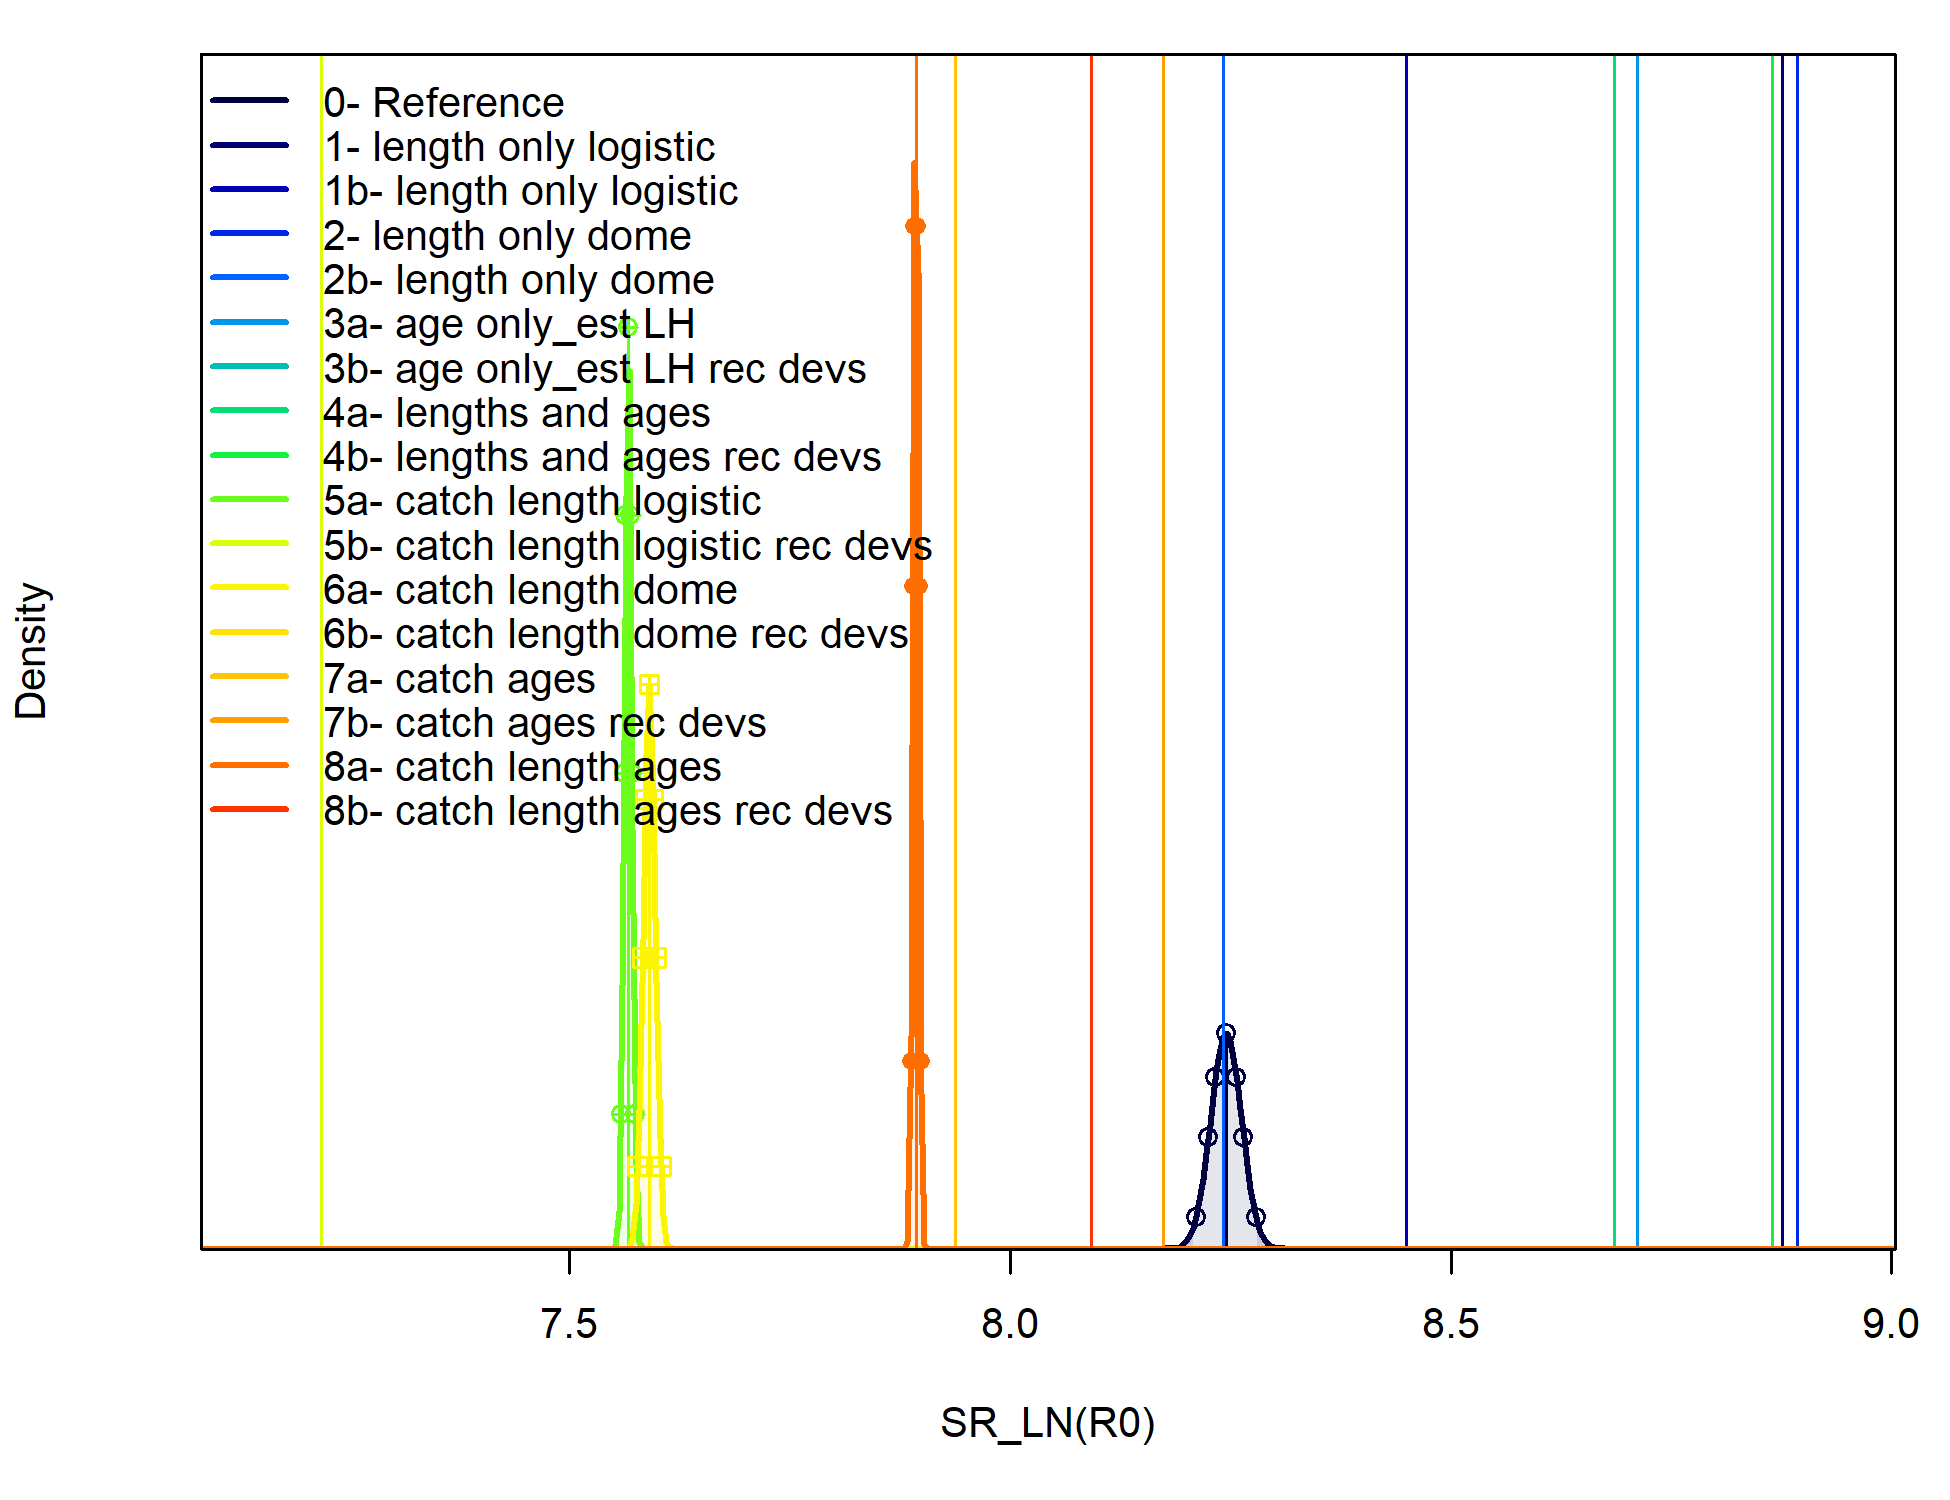 0- Reference
1- length only logistic
1b- length only logistic
2- length only dome
2b- length only dome
3a- age only_est LH
3b- age only_est LH rec devs
4a- lengths and ages
4b- lengths and ages rec devs
5a- catch length logistic
5b- catch length logistic rec devs
6a- catch length dome
6b- catch length dome rec devs
7a- catch ages
7b- catch ages rec devs
8a- catch length ages
8b- catch length ages rec devs
Density
7.5 8.0 8.5 9.0
SR_LN(R0)